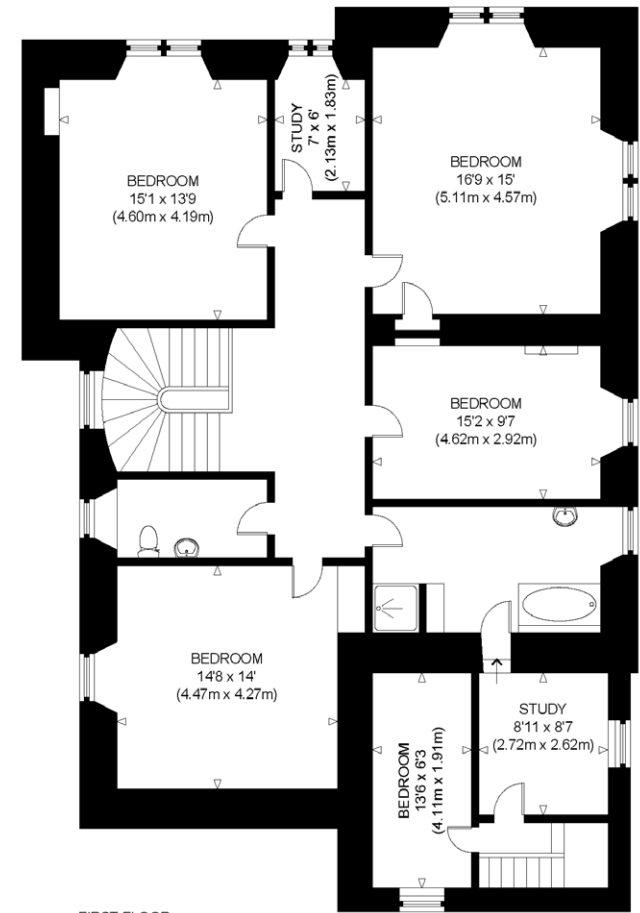 STUDY
7' x 6'
(2.13m x 1.83m)
BEDROOM
16'9 x 15'
(5.11m x 4.57m)
BEDROOM
15'1 x 13'9
(4.60m x 4.19m)
BEDROOM
15'2 x 9'7
(4.62m x 2.92m)
BEDROOM
14'8 x 14'
(4.47m x 4.27m)
STUDY
8'11 x 8'7
(2.72m x 2.62m)
BEDROOM
13'6 x 6'3
(4.11m x 1.91m)
FIRST FLOOR